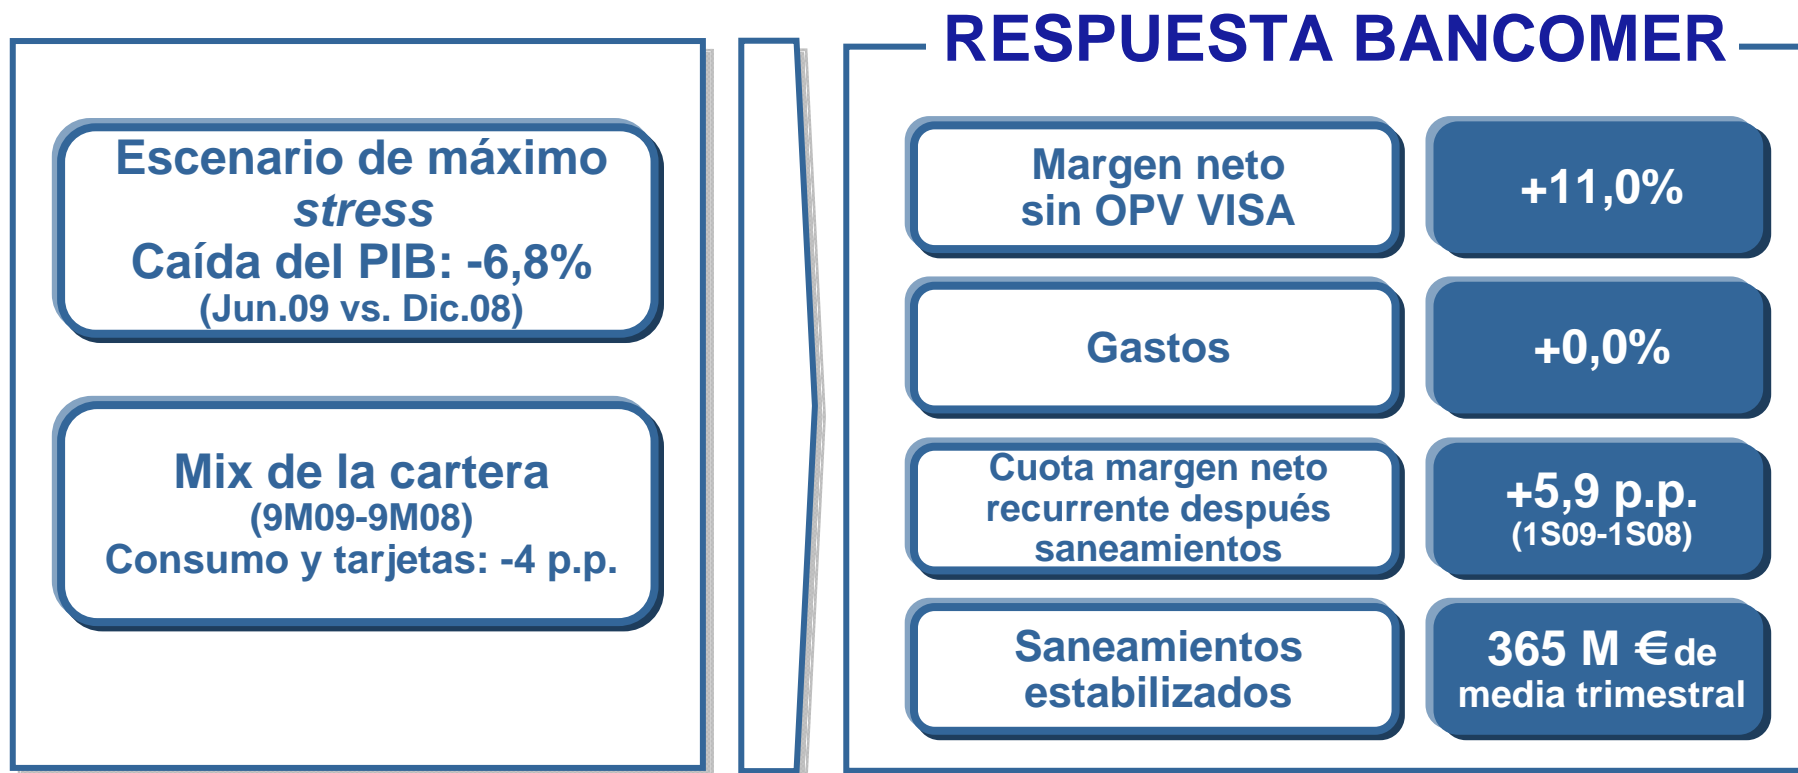 RESPUESTA BANCOMER
Escenario de máximo
stress
Caída del PIB: -6,8%
(Jun.09 vs. Dic.08)
Mix de la cartera
(9M09-9M08)
Consumo y tarjetas: -4 p.p.
Margen neto
sin OPV VISA
+11,0%
Gastos
+0,0%
Cuota margen neto
recurrente después
saneamientos
+5,9 p.p.
(1S09-1S08)
Saneamientos
estabilizados
365 M € de
media trimestral